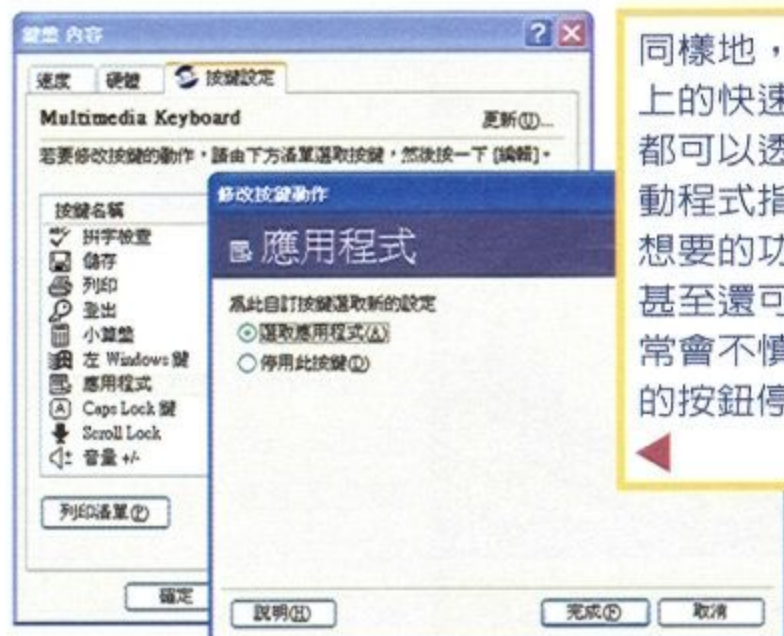 鍵盤 內容
速度 硬體 按鍵設定
Multimedia Keyboard 更新(U)...
若要修改按鍵的動作，請由下方清單選取按鍵，然後按一下 [編輯]。
按鍵名稱
拼字檢查
儲存
列印
登出
小算盤
左 Windows 鍵
應用程式
Caps Lock 鍵
Scroll Lock
音量 +/-
列印清單(P)
確定
修改按鍵動作
應用程式
為此自訂按鍵選取新的設定
選取應用程式(A)
停用此按鍵(D)
說明(H) 完成(F) 取消
同樣地，
上的快速
都可以透
動程式指
想要的功
甚至還可
常會不慎
的按鈕停